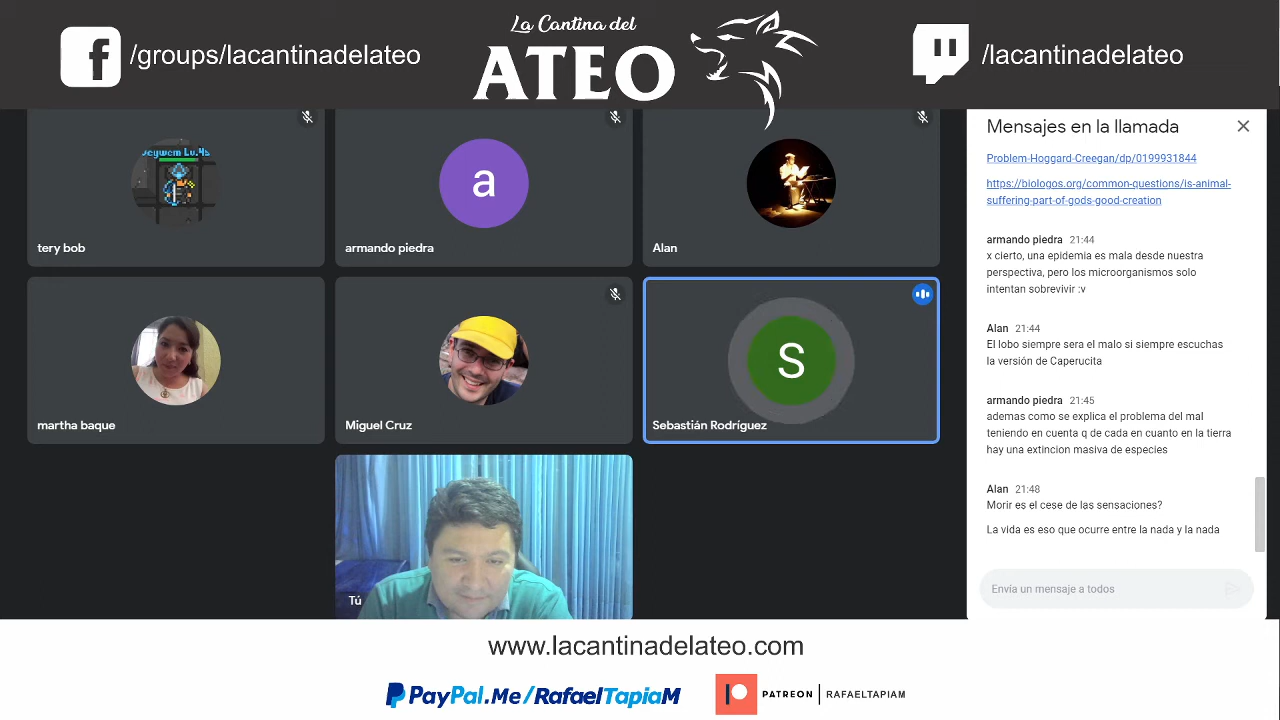 /groups/lacantinadelateo
La Cantina del
ATEO
/lacantinadelateo
Mensajes en la llamada
Problem-Hoggard-Creegan/dp/0199931844
https://biologos.org/common-questions/is-animal-
suffering-part-of-gods-good-creation
armando piedra 21:44
x cierto, una epidemia es mala desde nuestra
perspectiva, pero los microorganismos solo
intentan sobrevivir :v
Alan 21:44
El lobo siempre sera el malo si siempre escuchas
la versión de Caperucita
armando piedra 21:45
ademas como se explica el problema del mal
teniendo en cuenta q de cada en cuanto en la tierra
hay una extincion masiva de especies
Alan 21:48
Morir es el cese de las sensaciones?
La vida es eso que ocurre entre la nada y la nada
Envía un mensaje a todos
tery bob
a
armando piedra
Alan
martha baque
Miguel Cruz
S
Sebastián Rodríguez
Tú
www.lacantinadelateo.com
PayPal.Me/RafaelTapiaM
PATREON | RAFAELTAPIAM